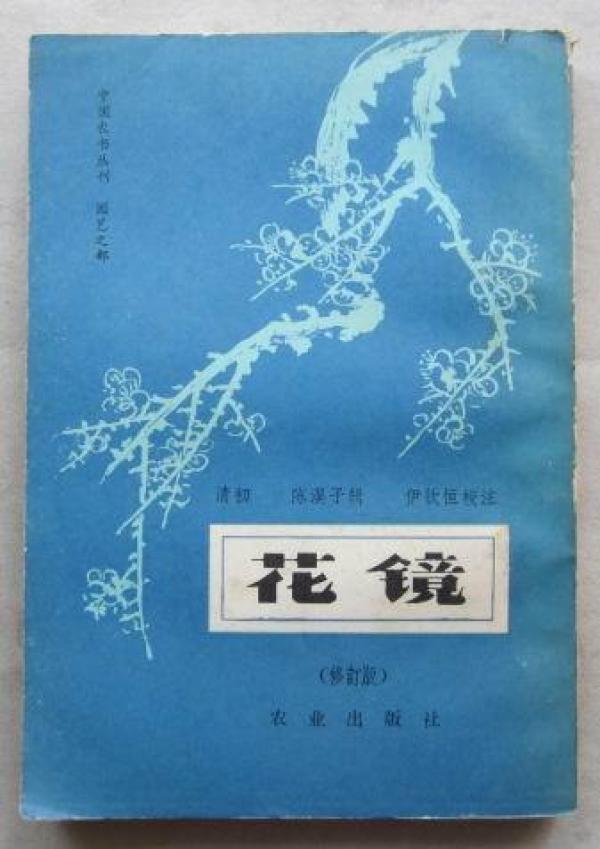 中国农书丛刊 园艺之部
清初 陈淏子辑 伊钦恒校注
花镜
(修訂版)
农业出版社